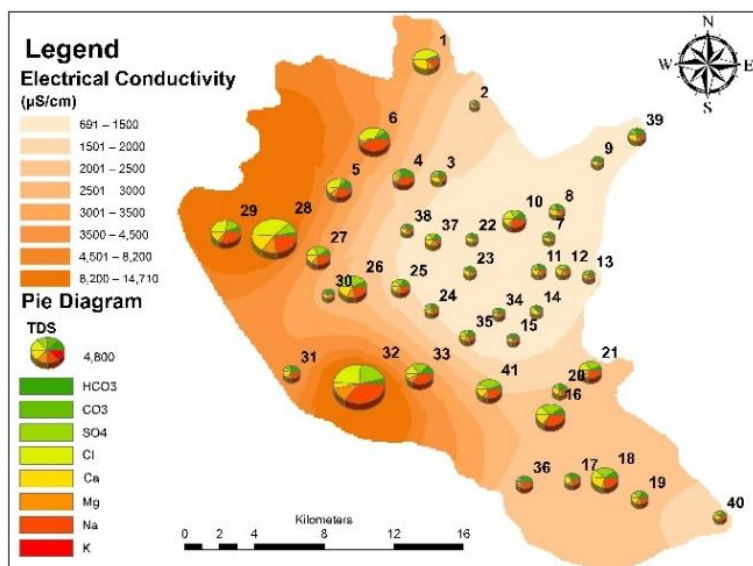 Legend
Electrical Conductivity
(µS/cm)
691 – 1500
1501 – 2000
2001 – 2500
2501 3000
3001 – 3500
3500 – 4,500
4,501 – 8,200
8,200 – 14,710
Pie Diagram
TDS
4,800
HCO3
CO3
SO4
Cl
Ca
Mg
Na
K
N
W E
S
1
2
39
6
9
4
3
5
8
10
29
28
38
37
22
7
27
23
11
12
13
26
25
30
24
34
14
35
15
31
32
33
41
21
20
16
36
17
18
19
40
Kilometers
0 2 4 8 12 16